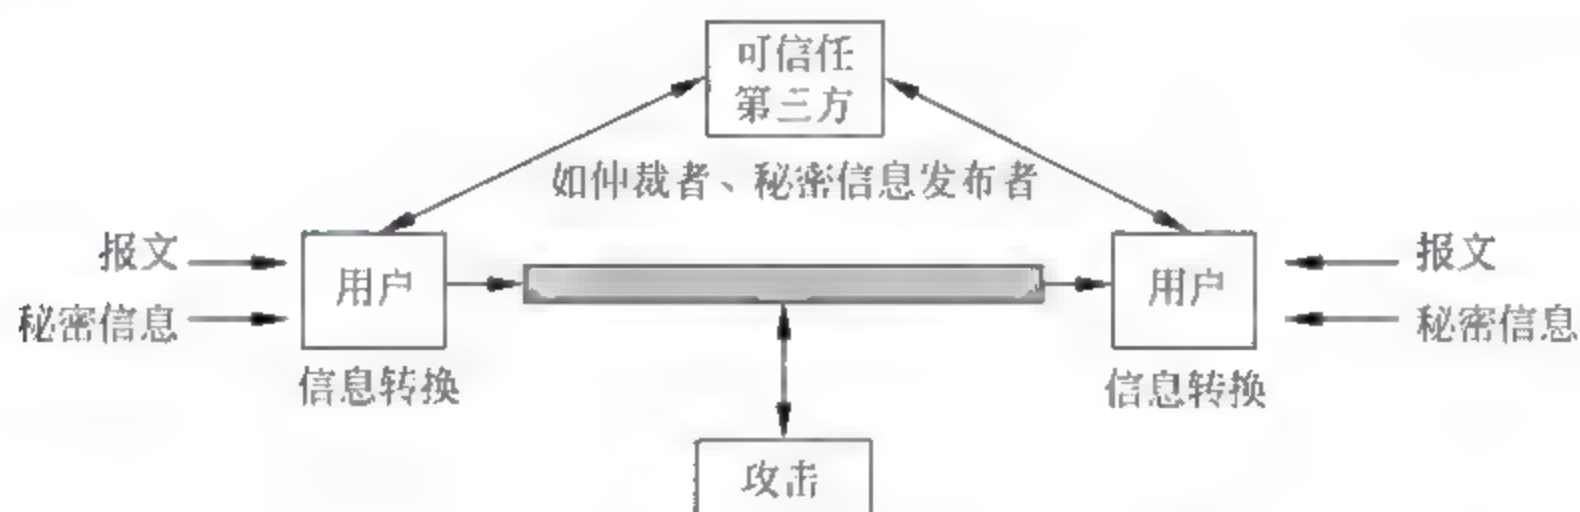 可信任
第三方
如仲裁者、秘密信息发布者
报文
用户
用户
报文
秘密信息
秘密信息
信息转换
信息转换
攻击